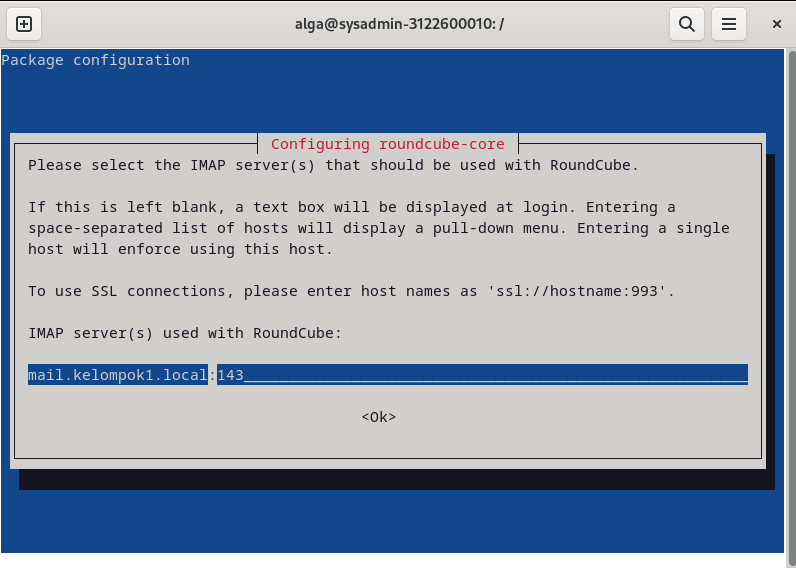 alga@sysadmin-3122600010: /
Package configuration
Configuring roundcube-core
Please select the IMAP server(s) that should be used with RoundCube.
If this is left blank, a text box will be displayed at login. Entering a
space-separated list of hosts will display a pull-down menu. Entering a single
host will enforce using this host.
To use SSL connections, please enter host names as 'ssl://hostname:993'.
IMAP server(s) used with RoundCube:
mail.kelompok1.local:143
<Ok>